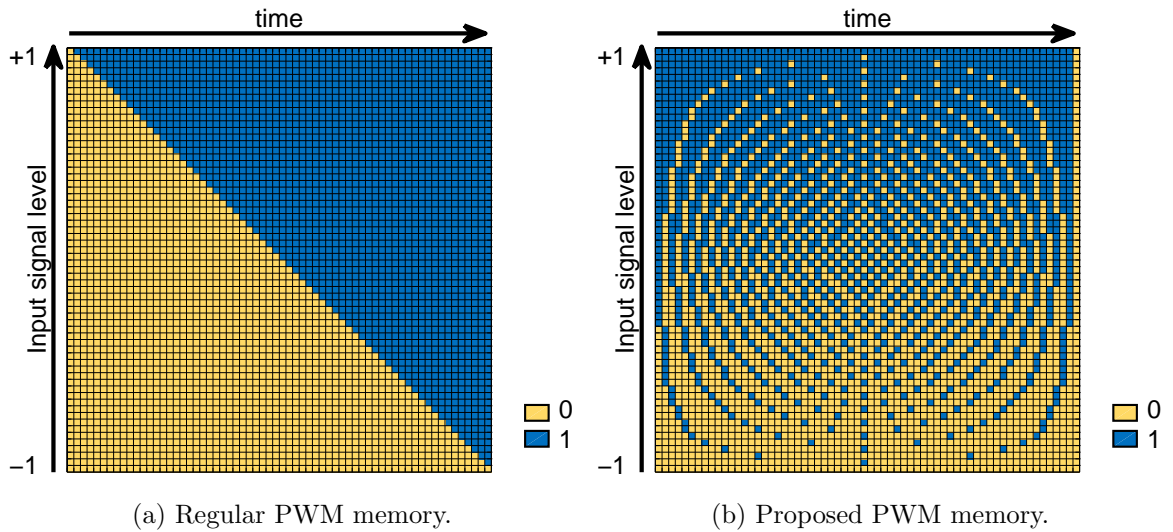 time
+1
Input signal level
−1
0
1
(a) Regular PWM memory.
time
+1
Input signal level
−1
0
1
(b) Proposed PWM memory.